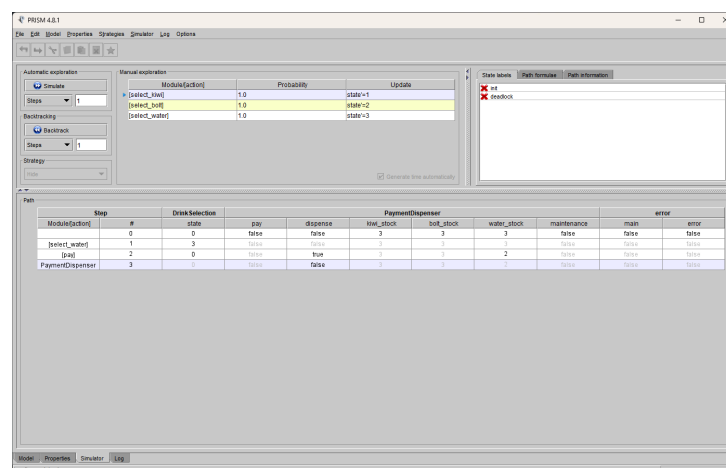 PRISM 4.8.1
File Edit Model Properties Strategies Simulator Log Options
Automatic exploration
Simulate
Steps 1
Backtracking
Backtrack
Steps 1
Strategy
Manual exploration
Module/[action] Probability Update
[select_kiwi] 1.0 state'=1
[select_bolt] 1.0 state'=2
[select_water] 1.0 state'=3
Generate time automatically
State labels Path formulae Path information
init
deadlock
Path
Step DrinkSelection PaymentDispenser error
Module/[action] # state pay dispense kiwi_stock bolt_stock water_stock maintenance main error
0 0 false false 3 3 3 false false false
[select_water] 1 3 false false 3 3 3 false false false
[pay] 2 0 false true 3 3 2 false false false
PaymentDispenser 3 0 false false 3 3 2 false false false
Model Properties Simulator Log